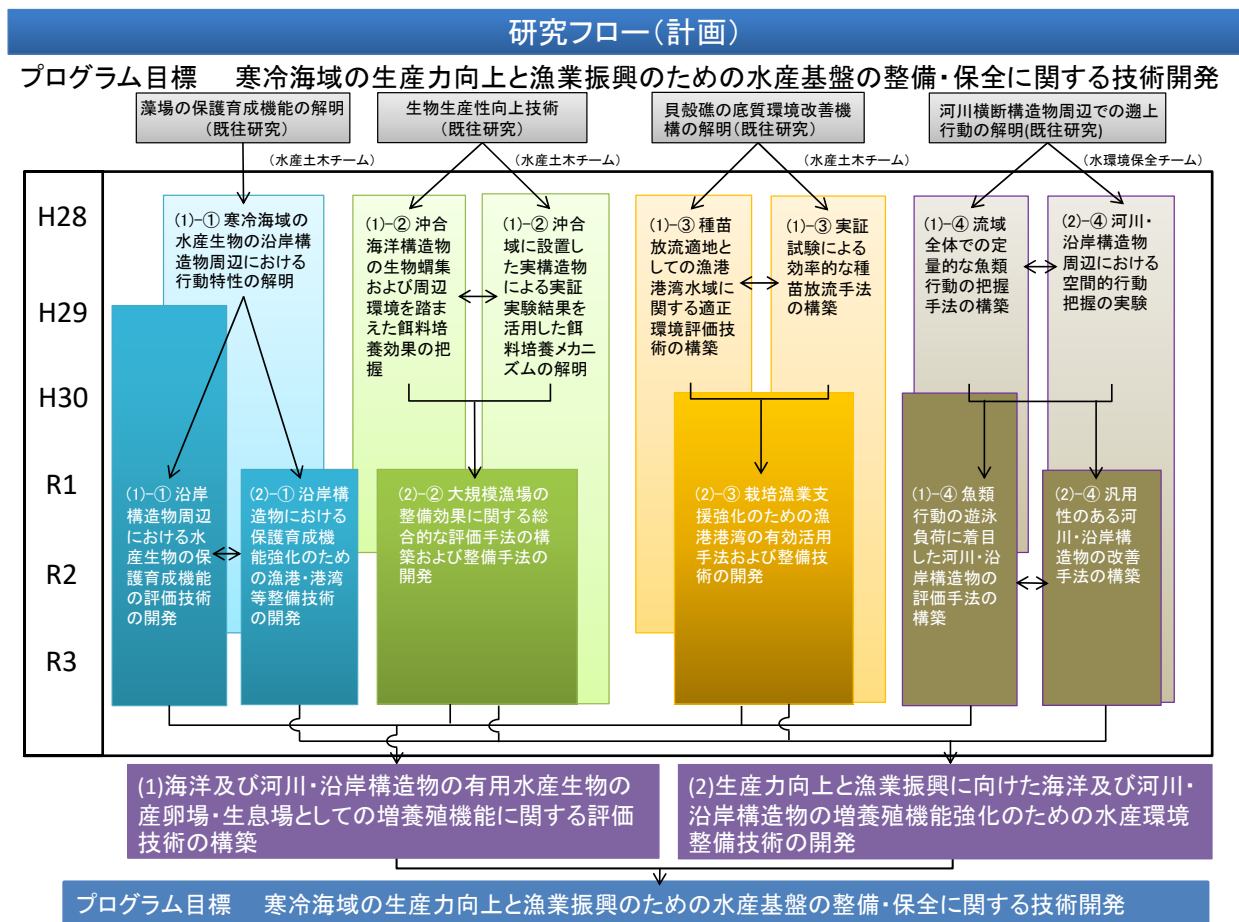 研究フロー（計画）
プログラム目標　寒冷海域の生産力向上と漁業振興のための水産基盤の整備・保全に関する技術開発
藻場の保護育成機能の解明
（既往研究）
生物生産性向上技術
（既往研究）
貝殻礁の底質環境改善機
構の解明（既往研究）
河川横断構造物周辺での遡上
行動の解明(既往研究)
（水産土木チーム）
（水産土木チーム）
（水産土木チーム）
（水環境保全チーム）
H28
H29
H30
R1
R2
R3
(1)-① 寒冷海域の
水産生物の沿岸構
造物周辺における
行動特性の解明
(1)-② 沖合
海洋構造物
の生物蝟集
および周辺
環境を踏ま
えた餌料培
養効果の把
握
(1)-② 沖合
域に設置し
た実構造物
による実証
実験結果を
活用した餌
料培養メカニ
ズムの解明
(1)-③ 種苗
放流適地と
しての漁港
港湾水域に
関する適正
環境評価技
術の構築
(1)-③ 実証
試験による
効率的な種
苗放流手法
の構築
(1)-④ 流域
全体での定
量的な魚類
行動の把握
手法の構築
(2)-④ 河川・
沿岸構造物
周辺における
空間的行動
把握の実験
(1)-① 沿岸
構造物周辺
における水
産生物の保
護育成機能
の評価技術
の開発
(2)-① 沿岸構
造物における
保護育成機
能強化のため
の漁港・港湾
等整備技術
の開発
(2)-② 大規模漁場の
整備効果に関する総
合的な評価手法の構
築および整備手法の
開発
(2)-③ 栽培漁業支
援強化のための漁
港港湾の有効活用
手法および整備技
術の開発
(1)-④ 魚類
行動の遊泳
負荷に着目
した河川・沿
岸構造物の
評価手法の
構築
(2)-④ 汎用
性のある河
川・沿岸構
造物の改善
手法の構築
(1)海洋及び河川・沿岸構造物の有用水産生物の
産卵場・生息場としての増養殖機能に関する評価
技術の構築
(2)生産力向上と漁業振興に向けた海洋及び河川・
沿岸構造物の増養殖機能強化のための水産環境
整備技術の開発
プログラム目標　寒冷海域の生産力向上と漁業振興のための水産基盤の整備・保全に関する技術開発